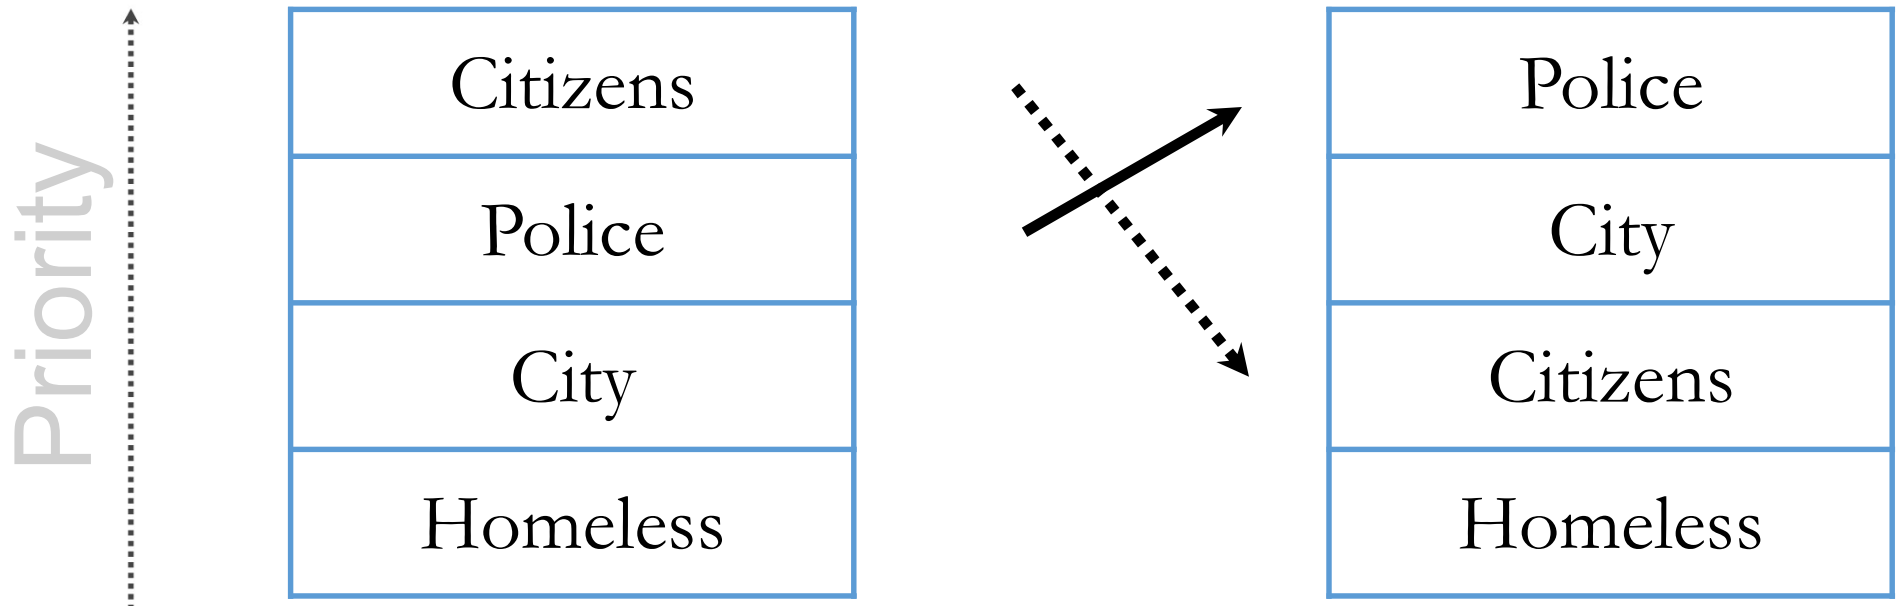 Priority
Citizens
Police
City
Homeless
Police
City
Citizens
Homeless